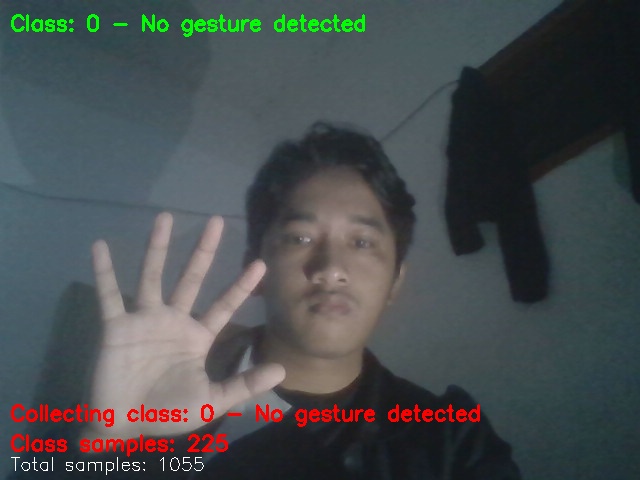 Class: 0 - No gesture detected
Collecting class: 0 - No gesture detected
Class samples: 225
Total samples: 1055